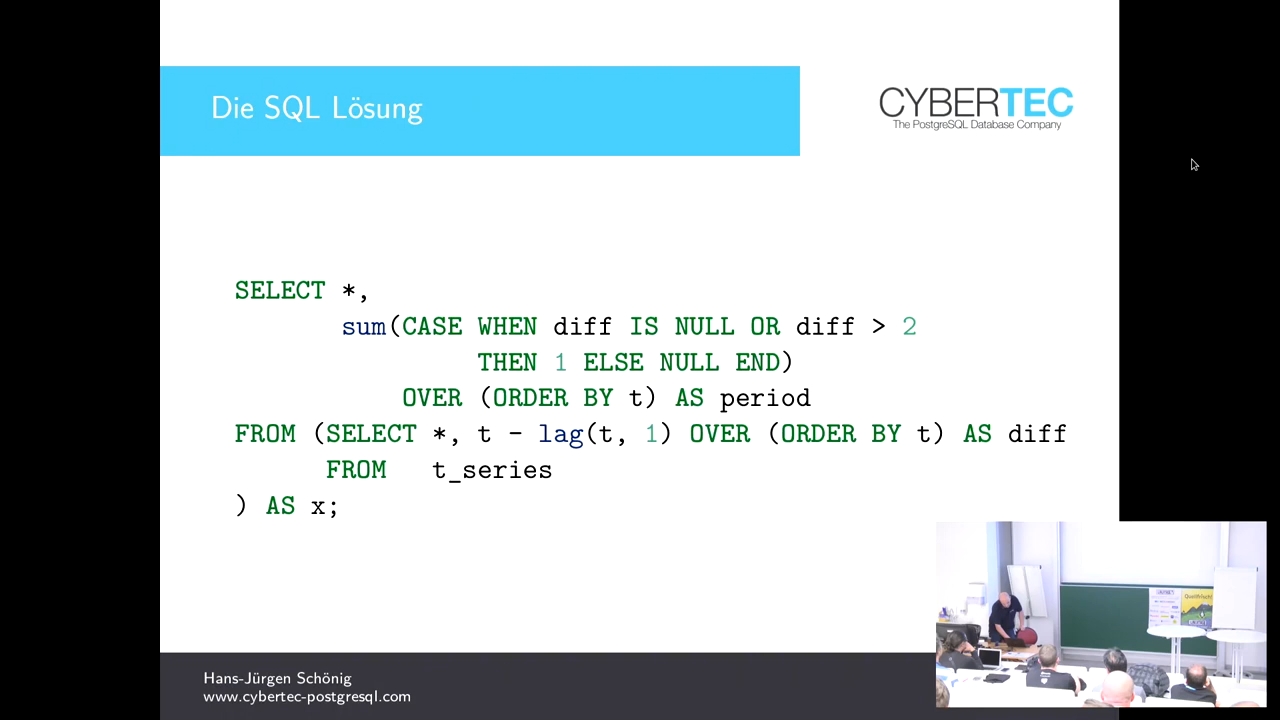 Die SQL Lösung
CYBERTEC
The PostgreSQL Database Company
SELECT *,
sum(CASE WHEN diff IS NULL OR diff > 2
THEN 1 ELSE NULL END)
OVER (ORDER BY t) AS period
FROM (SELECT *, t - lag(t, 1) OVER (ORDER BY t) AS diff
FROM t_series
) AS x;
Hans-Jürgen Schönig
www.cybertec-postgresql.com